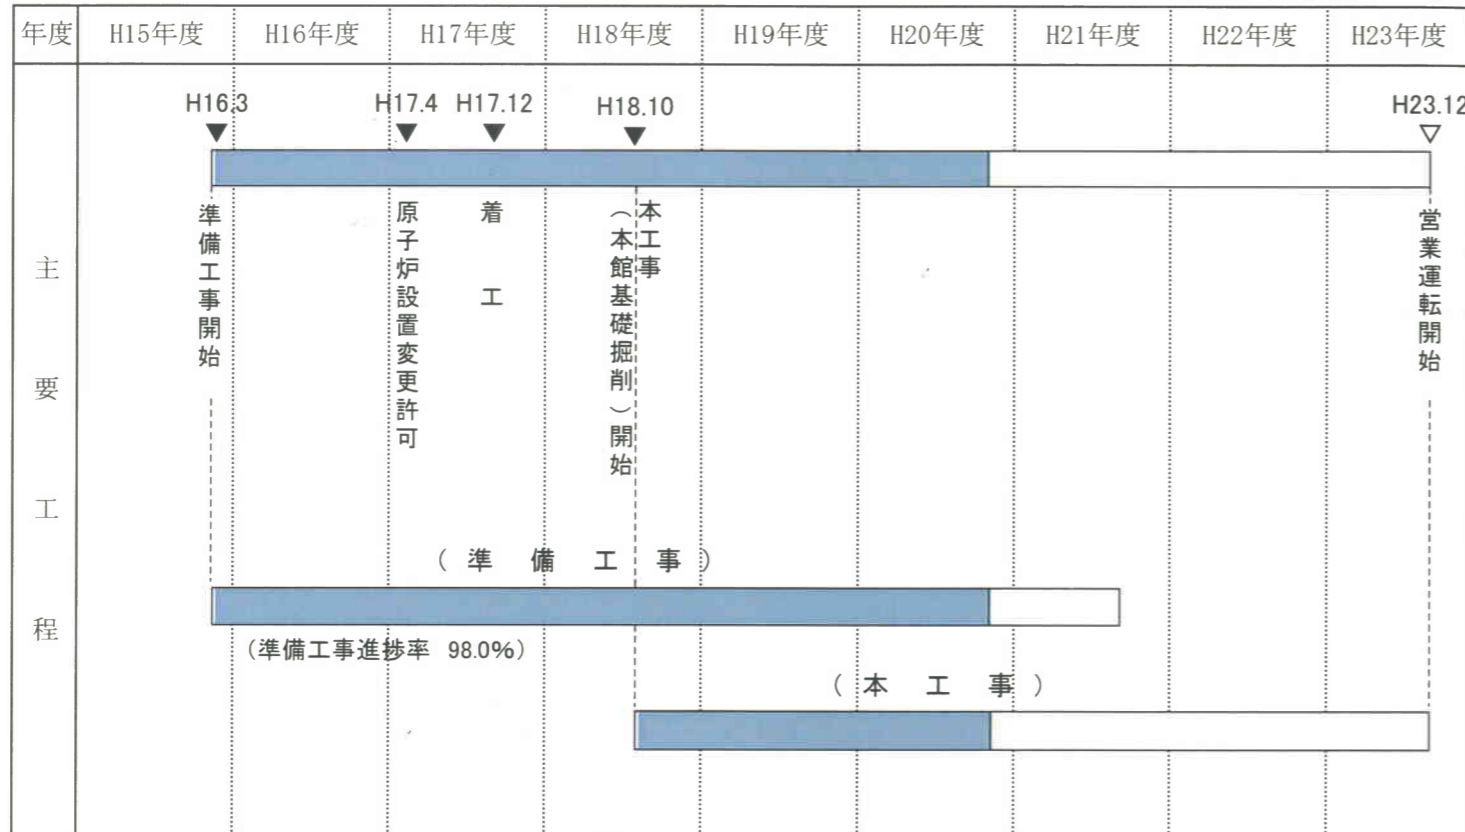 年度 H15年度 H16年度 H17年度 H18年度 H19年度 H20年度 H21年度 H22年度 H23年度
主要工程
H16.3 H17.4 H17.12 H18.10 H23.12
準備工事開始
原子炉設置変更許可
着工
本工事
（本館基礎掘削）開始
営業運転開始
（準備工事）
（準備工事進捗率 98.0%）
（本工事）